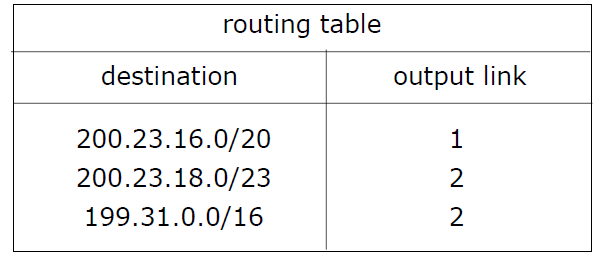 routing table
destination output link
200.23.16.0/20 1
200.23.18.0/23 2
199.31.0.0/16 2